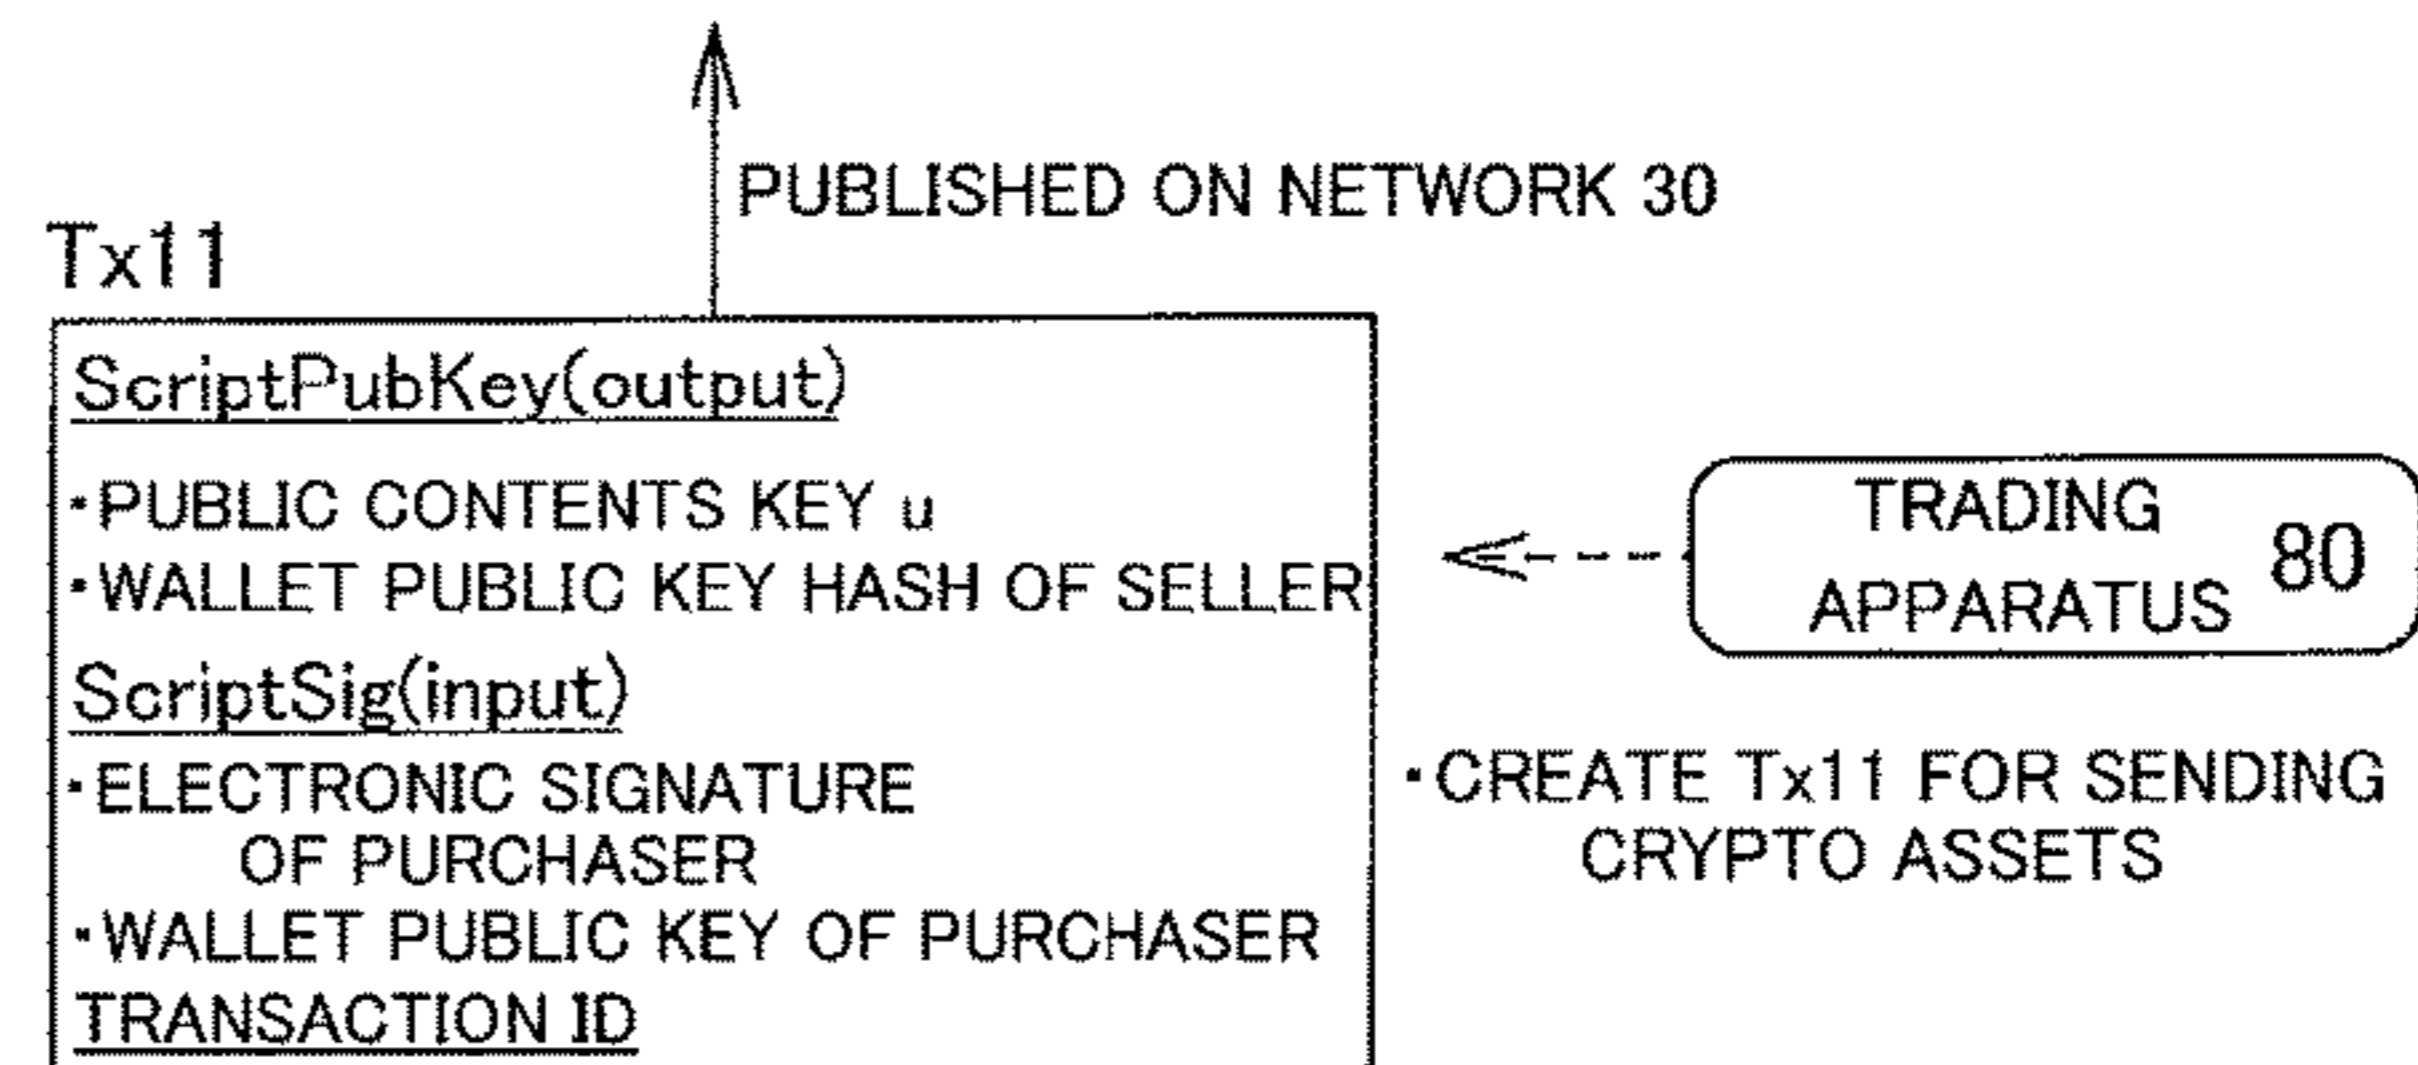 PUBLISHED ON NETWORK 30
Tx11
ScriptPubKey(output)
・PUBLIC CONTENTS KEY u
・WALLET PUBLIC KEY HASH OF SELLER
ScriptSig(input)
・ELECTRONIC SIGNATURE
OF PURCHASER
・WALLET PUBLIC KEY OF PURCHASER
TRANSACTION ID
TRADING
APPARATUS 80
・CREATE Tx11 FOR SENDING
CRYPTO ASSETS